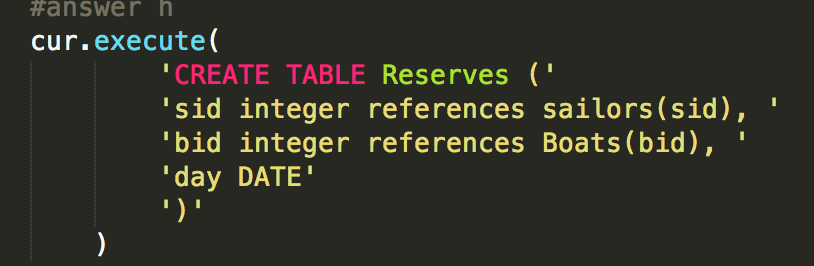 #answer h
cur.execute(
'CREATE TABLE Reserves ('
'sid integer references sailors(sid), '
'bid integer references Boats(bid), '
'day DATE'
')'
)